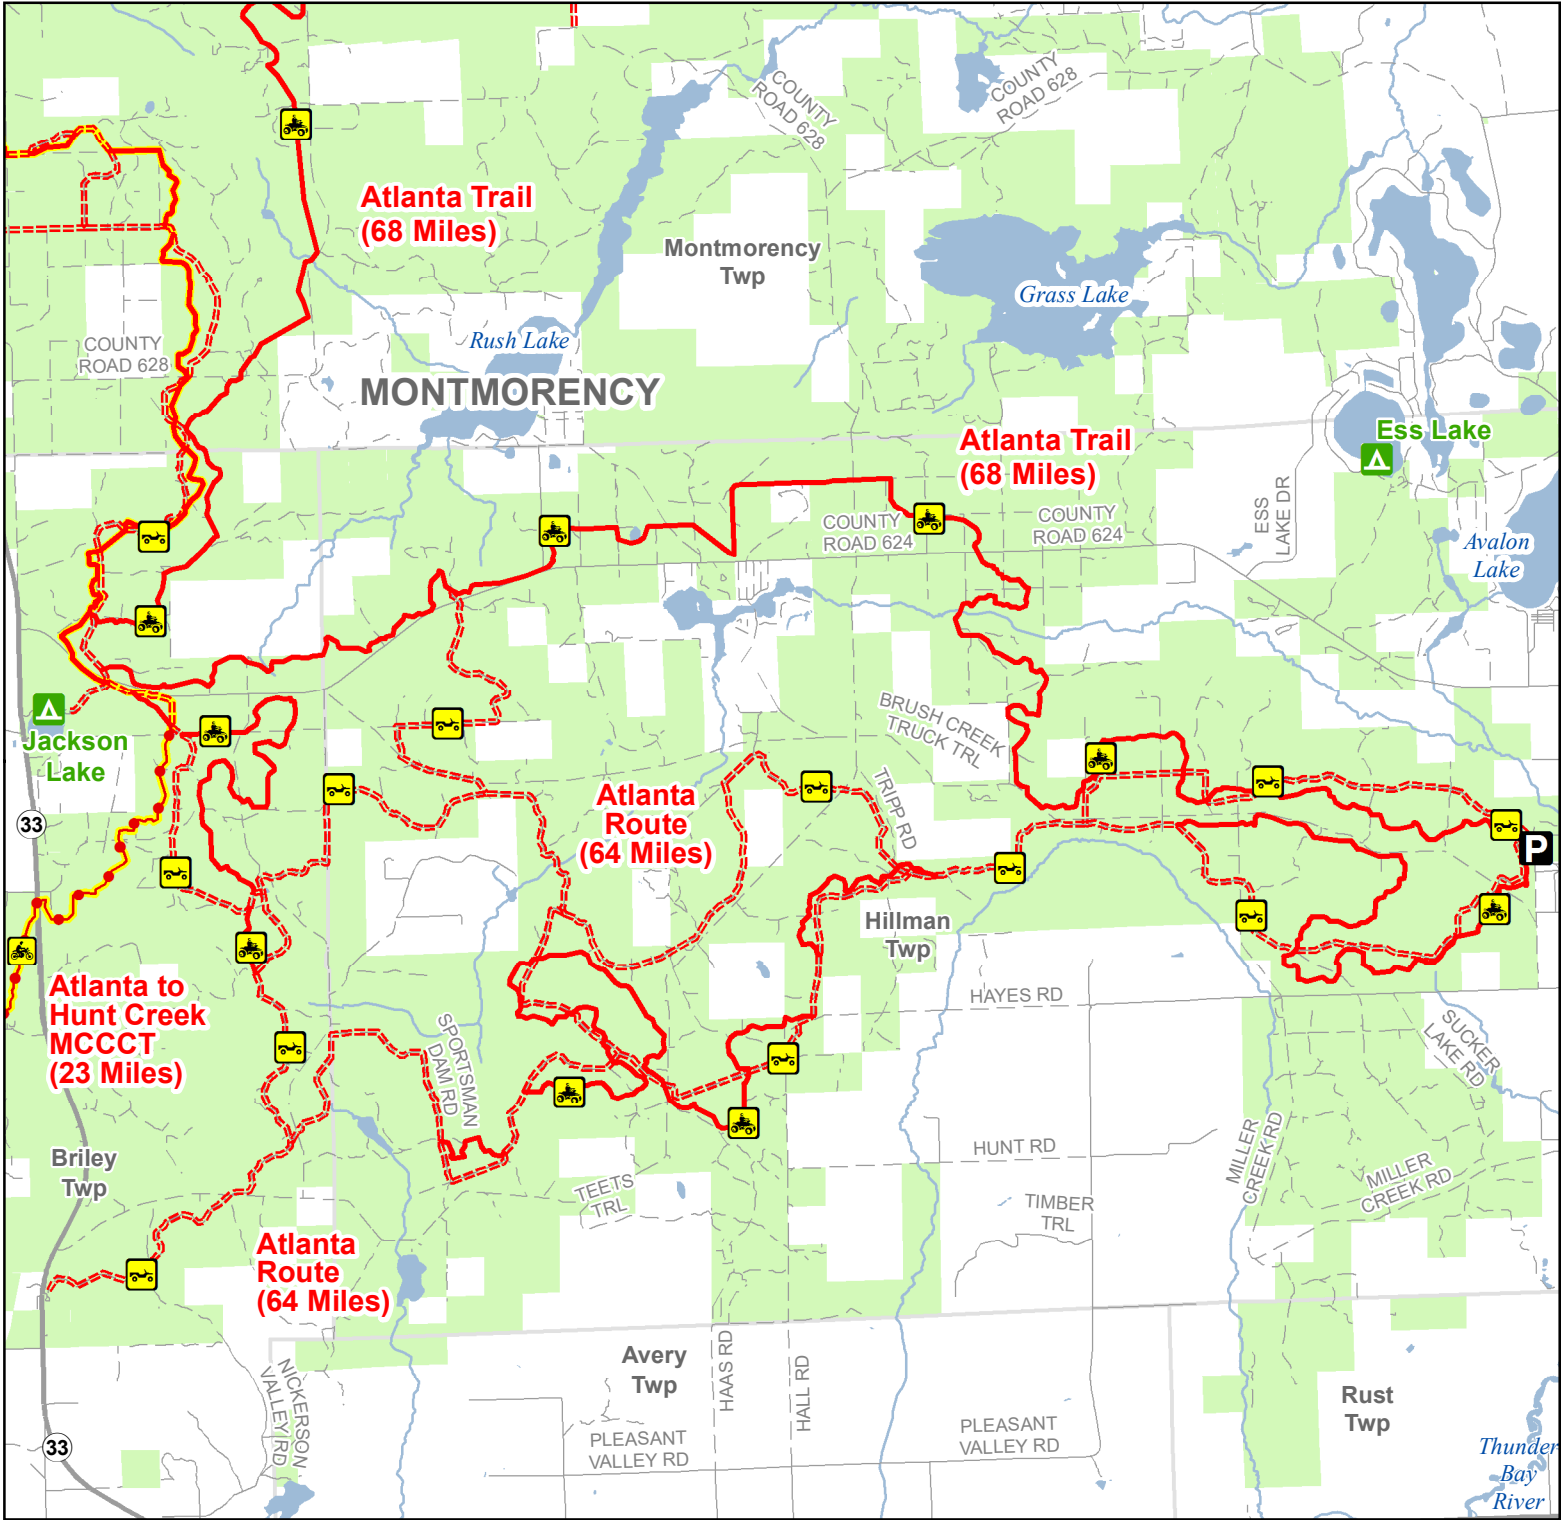 COUNTY
ROAD 628
COUNTY
ROAD 628
Atlanta Trail
(68 Miles)
Montmorency
Twp
Grass Lake
Rush Lake
COUNTY
ROAD 628
MONTMORENCY
Atlanta Trail
(68 Miles)
Ess Lake
ESS
LAKE DR
COUNTY
ROAD 624
COUNTY
ROAD 624
Avalon
Lake
Jackson
Lake
BRUSH CREEK
TRUCK TRL
TRIPP RD
33
Atlanta
Route
(64 Miles)
P
Hillman
Twp
Atlanta to
Hunt Creek
MCCCT
(23 Miles)
HAYES RD
SPORTSMAN
DAM RD
SUCKER
LAKE RD
HUNT RD
MILLER
CREEK RD
MILLER
CREEK RD
Briley
Twp
TEETS
TRL
TIMBER
TRL
Atlanta
Route
(64 Miles)
NICKERSON
VALLEY RD
Avery
Twp
HAAS RD
HALL RD
Rust
Twp
33
PLEASANT
VALLEY RD
PLEASANT
VALLEY RD
Thunder
Bay
River